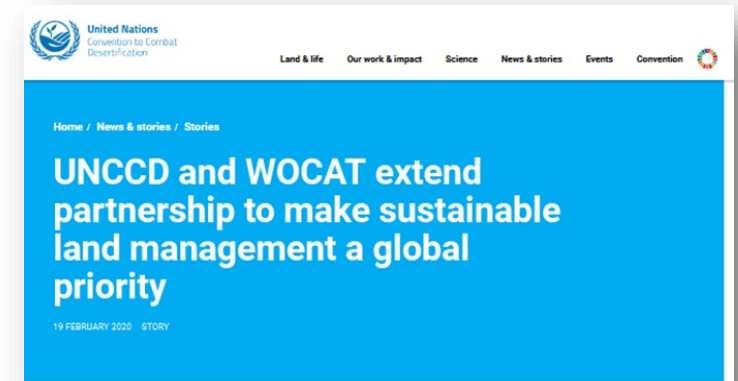 United Nations
Convention to Combat
Desertification
Land & life Our work & impact Science News & stories Events Convention
Home / News & stories / Stories
UNCCD and WOCAT extend
partnership to make sustainable
land management a global
priority
19 FEBRUARY 2020 STORY